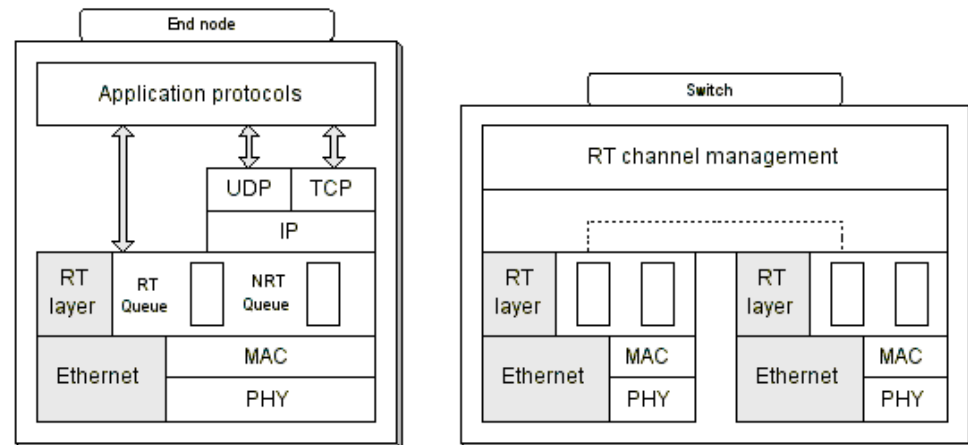 End node
Application protocols
UDP
TCP
IP
RT
layer
RT
Queue
NRT
Queue
Ethernet
MAC
PHY
Switch
RT channel management
RT
layer
Ethernet
MAC
PHY
RT
layer
Ethernet
MAC
PHY